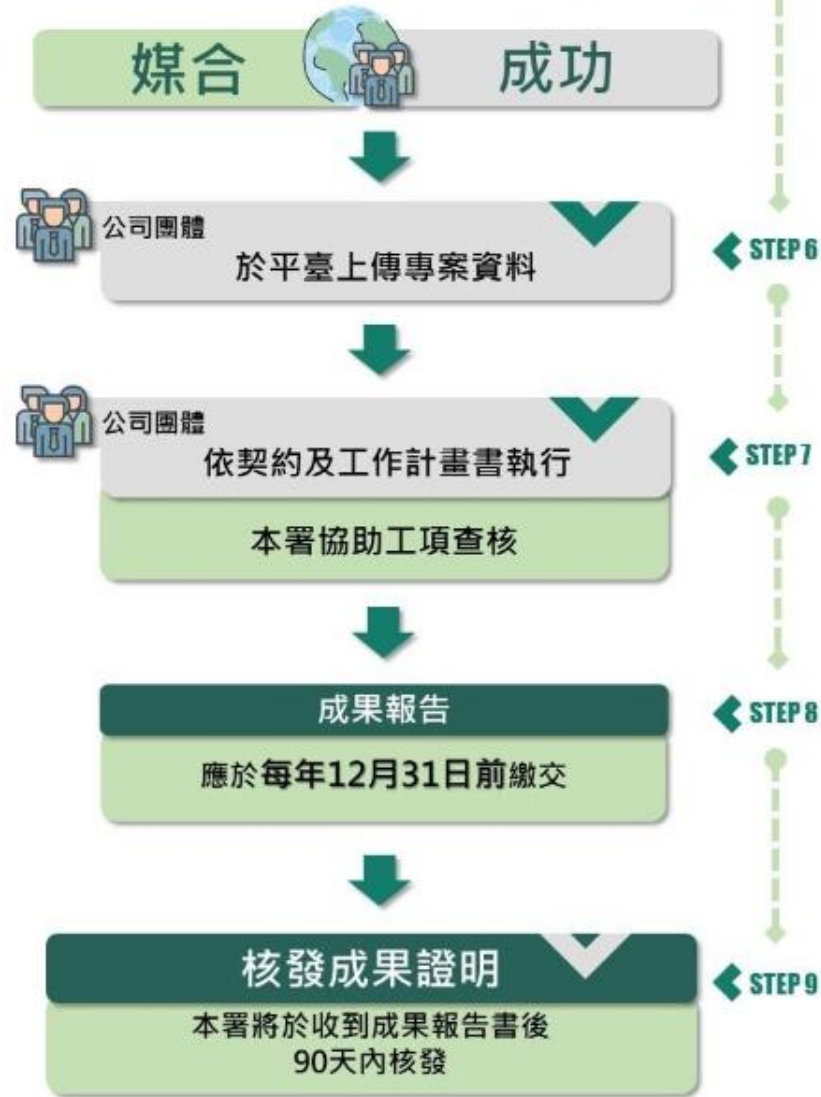 媒合 成功
公司團體
於平臺上傳專案資料
STEP 6
公司團體
依契約及工作計畫書執行
STEP 7
本署協助工項查核
成果報告
STEP 8
應於每年12月31日前繳交
核發成果證明
STEP 9
本署將於收到成果報告書後
90天內核發